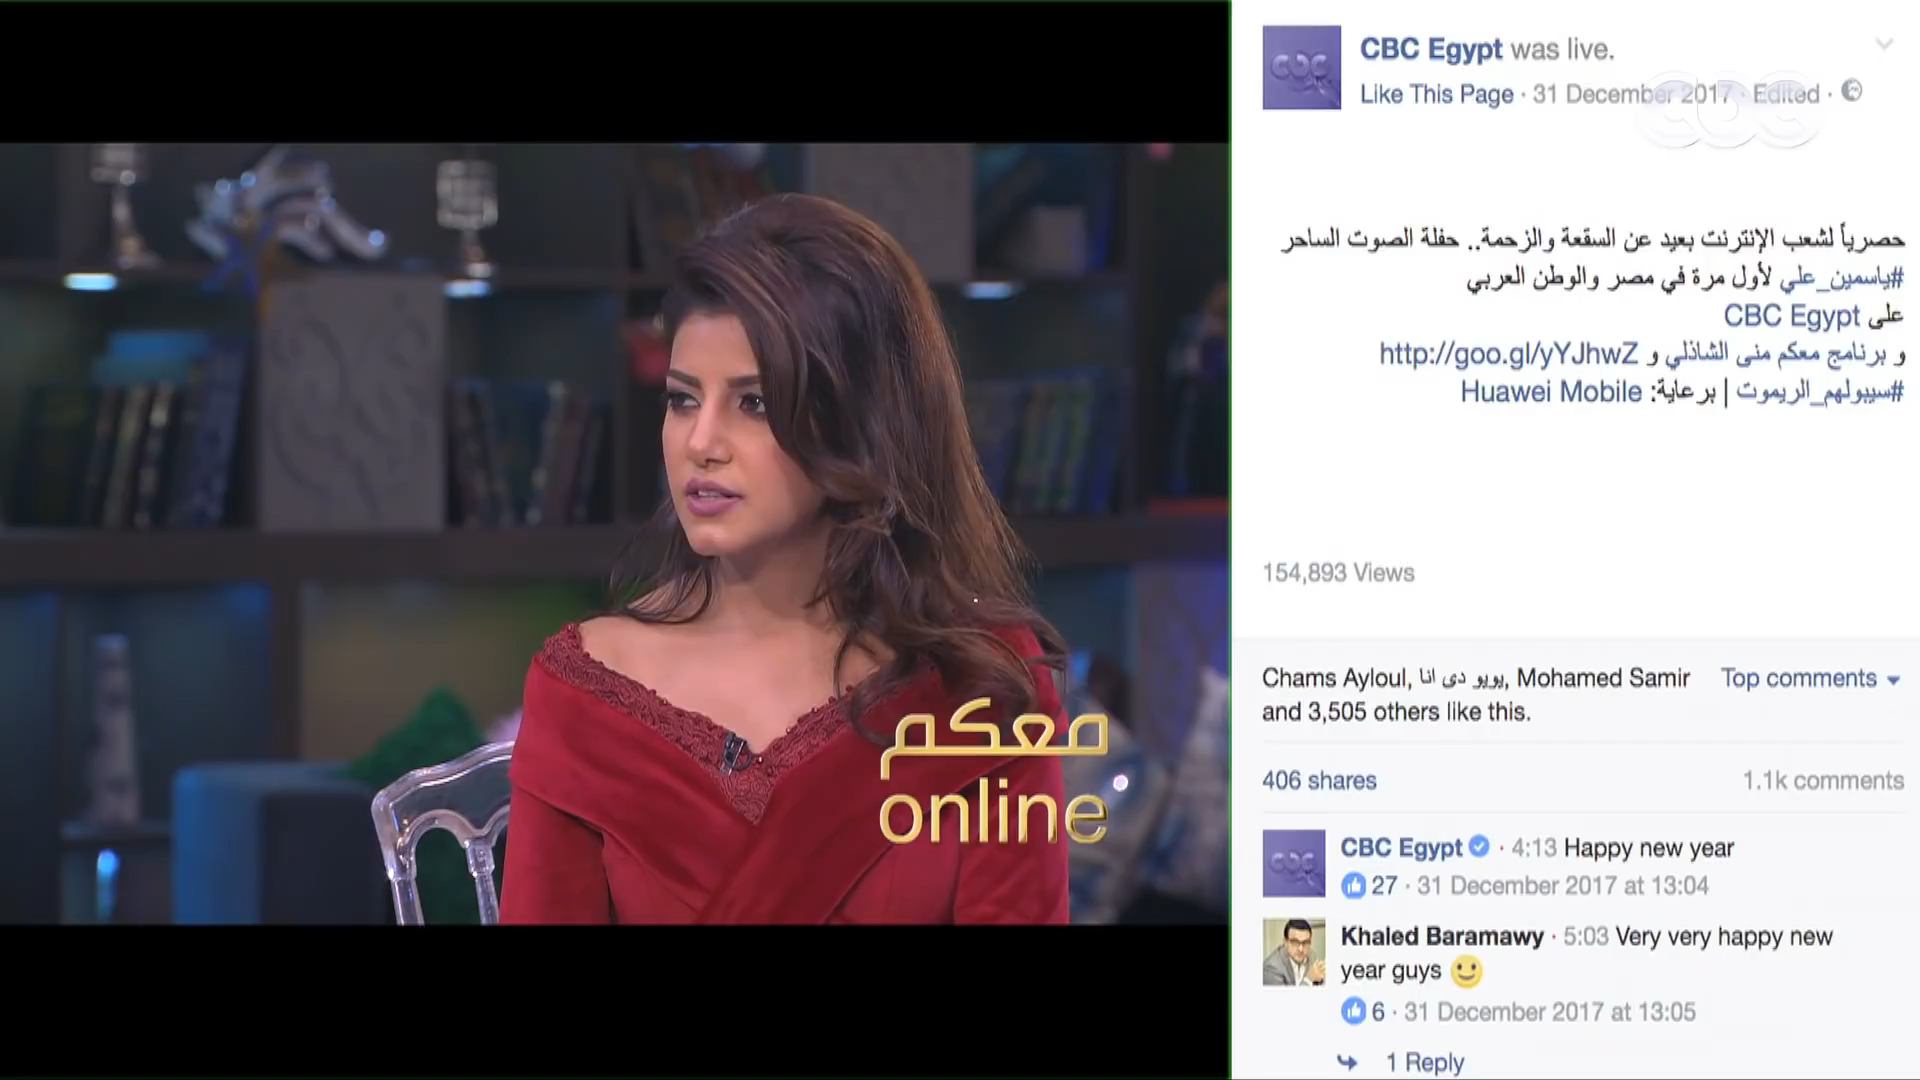 CBC Egypt was live.
Like This Page · 31 December 2017 · Edited ·
cbc
حصرياً لشعب الإنترنت بعيد عن السقعة والزحمة.. حفلة الصوت الساحر
#ياسمين_علي لأول مرة في مصر والوطن العربي
على CBC Egypt
و برنامج معكم منى الشاذلي و http://goo.gl/yYJhwZ
#سيبولهم_الريموت | برعاية: Huawei Mobile
154,893 Views
Chams Ayloul, يويو دى انا, Mohamed Samir
and 3,505 others like this.
Top comments
406 shares
1.1k comments
CBC Egypt · 4:13 Happy new year
27 · 31 December 2017 at 13:04
Khaled Baramawy · 5:03 Very very happy new
year guys 🙂
6 · 31 December 2017 at 13:05
1 Reply
معكم
online